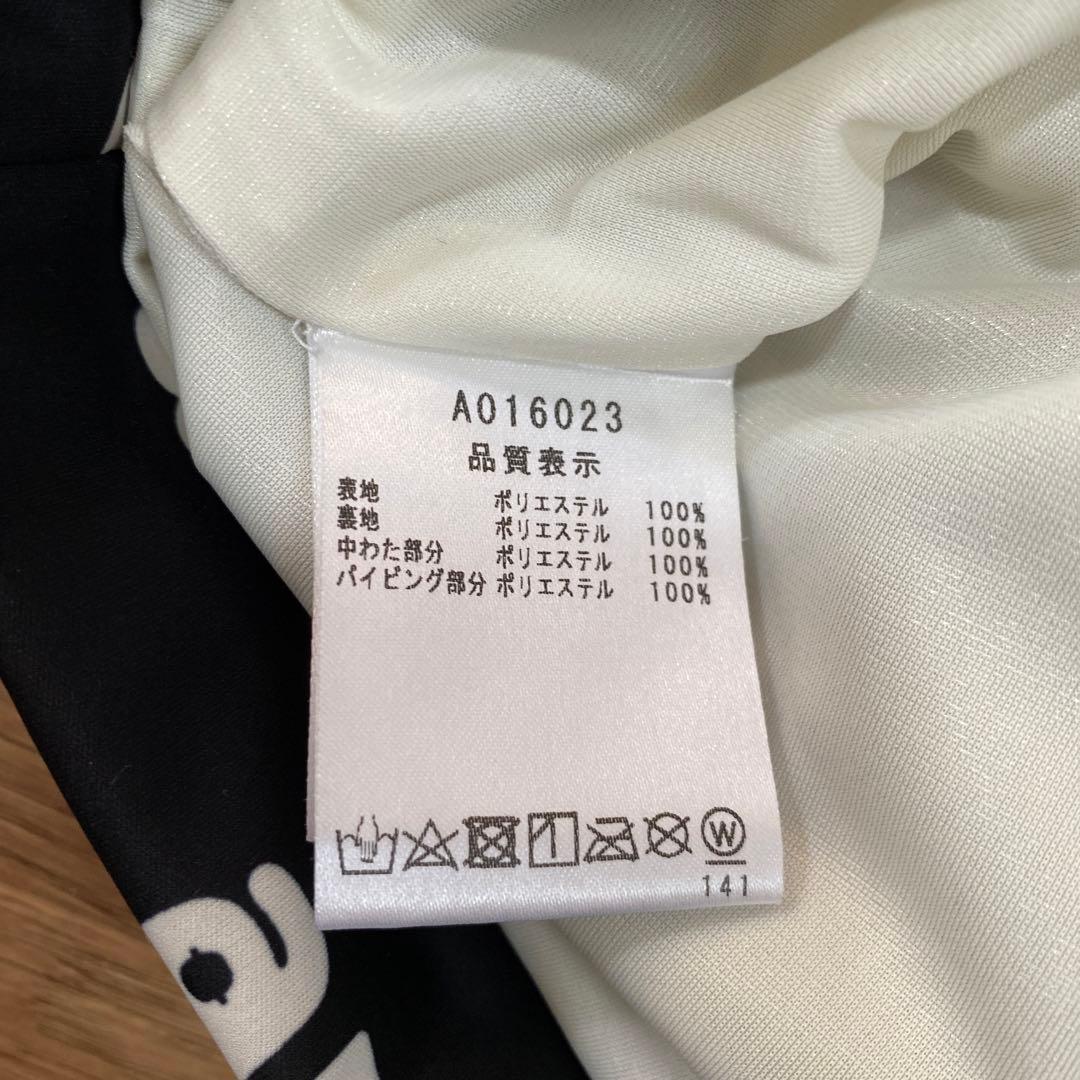 A016023
品質表示
表地 ポリエステル 100%
裏地 ポリエステル 100%
中わた部分 ポリエステル 100%
パイピング部分 ポリエステル 100%
W
141